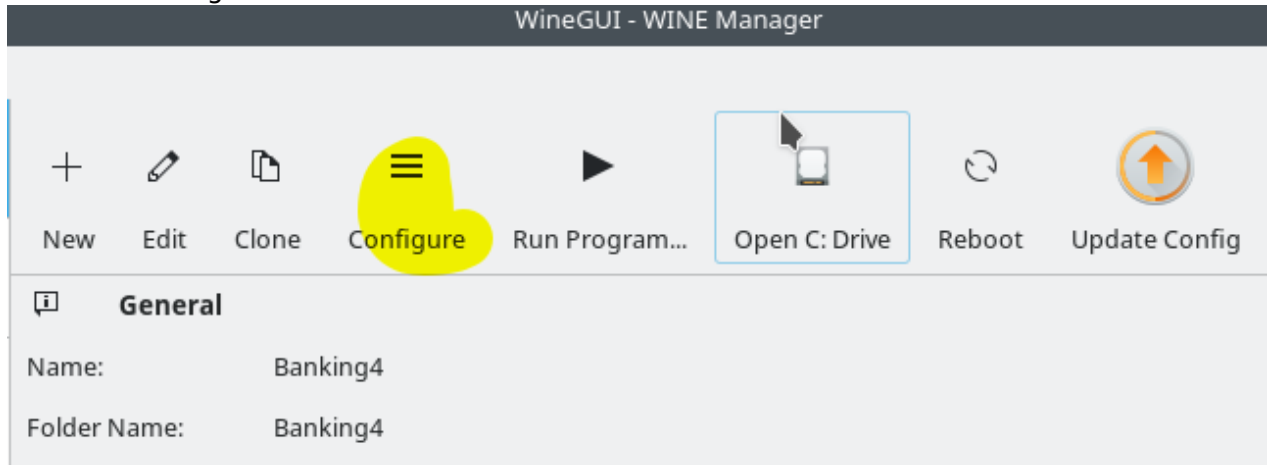 WineGUI - WINE Manager
New Edit Clone Configure Run Program... Open C: Drive Reboot Update Config
General
Name: Banking4
Folder Name: Banking4